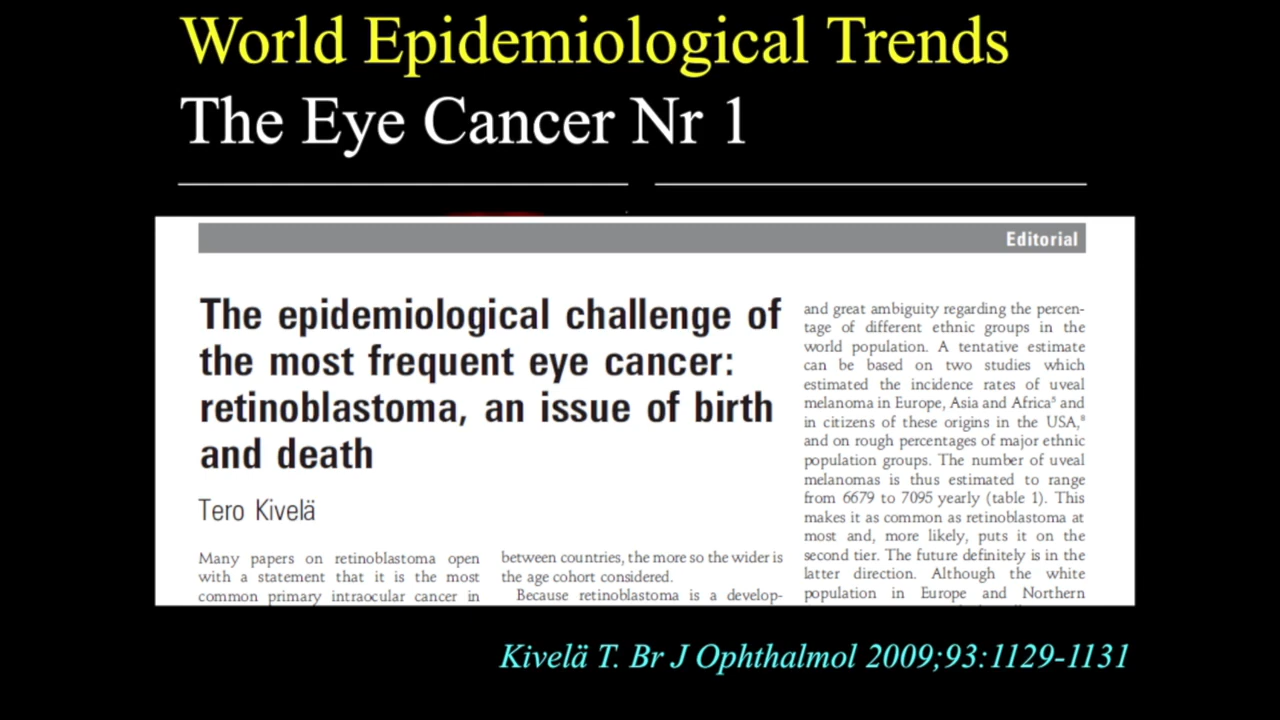 World Epidemiological Trends
The Eye Cancer Nr 1
Editorial
The epidemiological challenge of
the most frequent eye cancer:
retinoblastoma, an issue of birth
and death
Tero Kivelä
Many papers on retinoblastoma open
with a statement that it is the most
common primary intraocular cancer in
between countries, the more so the wider is
the age cohort considered.
Because retinoblastoma is a develop-
and great ambiguity regarding the percen-
tage of different ethnic groups in the
world population. A tentative estimate
can be based on two studies which
estimated the incidence rates of uveal
melanoma in Europe, Asia and Africa⁵ and
in citizens of these origins in the USA,⁸
and on rough percentages of major ethnic
population groups. The number of uveal
melanomas is thus estimated to range
from 6679 to 7095 yearly (table 1). This
makes it as common as retinoblastoma at
most and, more likely, puts it on the
second tier. The future definitely is in the
latter direction. Although the white
population in Europe and Northern
Kivelä T. Br J Ophthalmol 2009;93:1129-1131